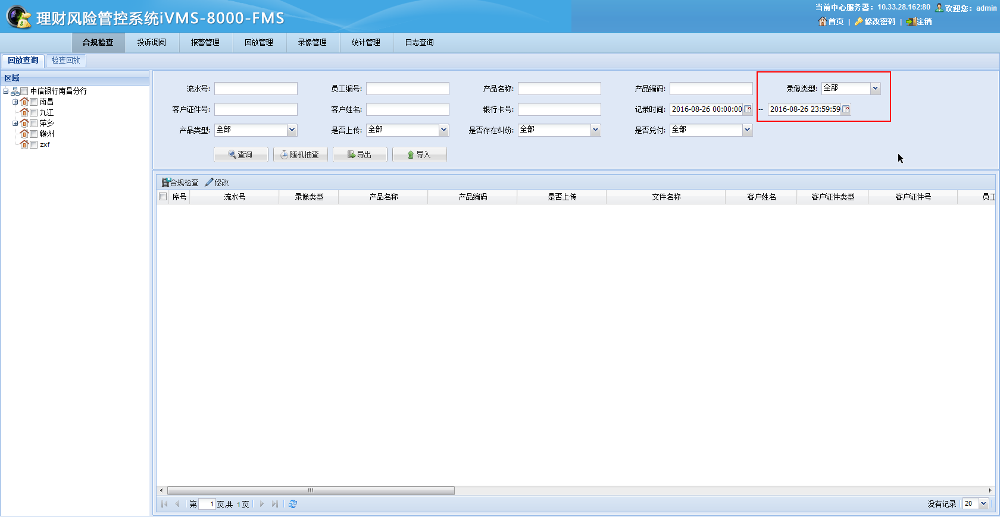 当前中心服务器：10.33.28.162:80 欢迎您：admin
理财风险管控系统iVMS-8000-FMS
首页 | 修改密码 | 注销
合规检查 投诉调阅 报警管理 回放管理 录像管理 统计管理 日志查询
回放查询 检查回放
区域
中信银行南昌分行
南昌
九江
萍乡
赣州
zxf
流水号: 员工编号: 产品名称: 产品编码: 录像类型: 全部
客户证件号: 客户姓名: 银行卡号: 记录时间: 2016-08-26 00:00:00 -- 2016-08-26 23:59:59
产品类型: 全部 是否上传: 全部 是否存在纠纷: 全部 是否兑付: 全部
查询 随机抽查 导出 导入
合规检查 修改
序号 流水号 录像类型 产品名称 产品编码 是否上传 文件名称 客户姓名 客户证件类型 客户证件号 员工
第 1 页,共 1 页 没有记录 20